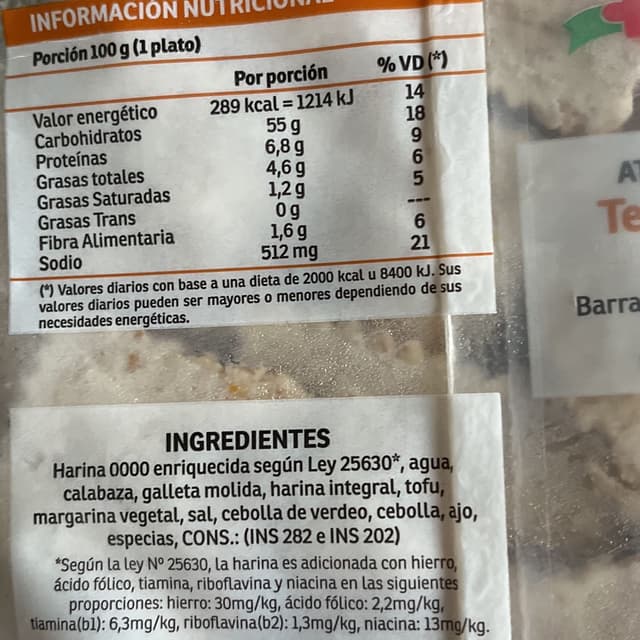 INFORMACIÓN NUTRICIONAL
Porción 100 g (1 plato)
Por porción % VD (*)
Valor energético 289 kcal = 1214 kJ 14
Carbohidratos 55 g 18
Proteínas 6,8 g 9
Grasas totales 4,6 g 6
Grasas Saturadas 1,2 g 5
Grasas Trans 0 g ---
Fibra Alimentaria 1,6 g 6
Sodio 512 mg 21
(*) Valores diarios con base a una dieta de 2000 kcal u 8400 kJ. Sus
valores diarios pueden ser mayores o menores dependiendo de sus
necesidades energéticas.
INGREDIENTES
Harina 0000 enriquecida según Ley 25630*, agua,
calabaza, galleta molida, harina integral, tofu,
margarina vegetal, sal, cebolla de verdeo, cebolla, ajo,
especias, CONS.: (INS 282 e INS 202)
*Según la ley Nº 25630, la harina es adicionada con hierro,
ácido fólico, tiamina, riboflavina y niacina en las siguientes
proporciones: hierro: 30mg/kg, ácido fólico: 2,2mg/kg,
tiamina(b1): 6,3mg/kg, riboflavina(b2): 1,3mg/kg, niacina: 13mg/kg.
Barra